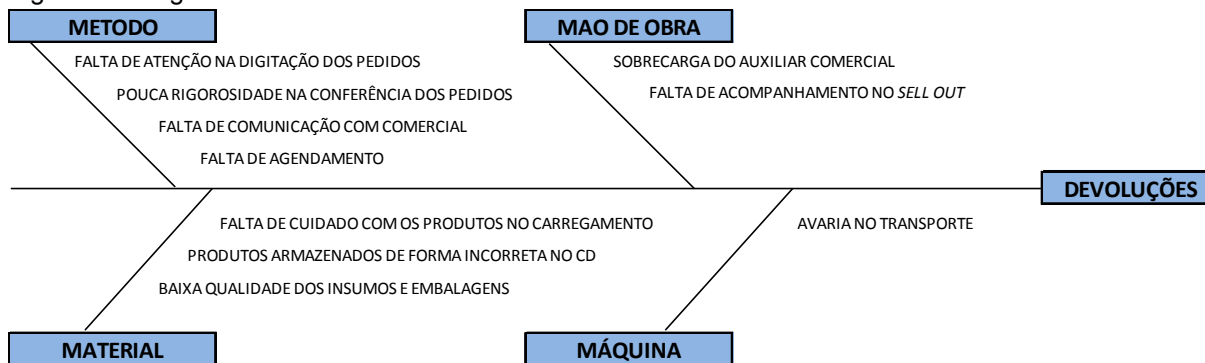 METODO
MAO DE OBRA
FALTA DE ATENÇÃO NA DIGITAÇÃO DOS PEDIDOS
POUCA RIGOROSIDADE NA CONFERÊNCIA DOS PEDIDOS
FALTA DE COMUNICAÇÃO COM COMERCIAL
FALTA DE AGENDAMENTO
SOBRECARGA DO AUXILIAR COMERCIAL
FALTA DE ACOMPANHAMENTO NO SELL OUT
DEVOLUÇÕES
FALTA DE CUIDADO COM OS PRODUTOS NO CARREGAMENTO
PRODUTOS ARMAZENADOS DE FORMA INCORRETA NO CD
BAIXA QUALIDADE DOS INSUMOS E EMBALAGENS
AVARIA NO TRANSPORTE
MATERIAL
MÁQUINA